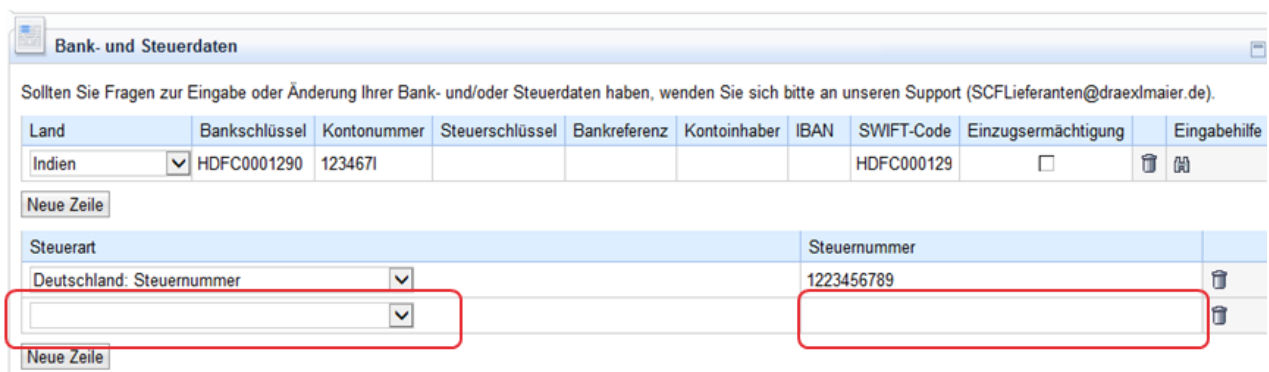 Bank- und Steuerdaten
Sollten Sie Fragen zur Eingabe oder Änderung Ihrer Bank- und/oder Steuerdaten haben, wenden Sie sich bitte an unseren Support (SCFLieferanten@draexlmaier.de).
Land Bankschlüssel Kontonummer Steuerschlüssel Bankreferenz Kontoinhaber IBAN SWIFT-Code Einzugsermächtigung Eingabehilfe
Indien HDFC0001290 123467l HDFC000129
Neue Zeile
Steuerart Steuernummer
Deutschland: Steuernummer 1223456789
Neue Zeile